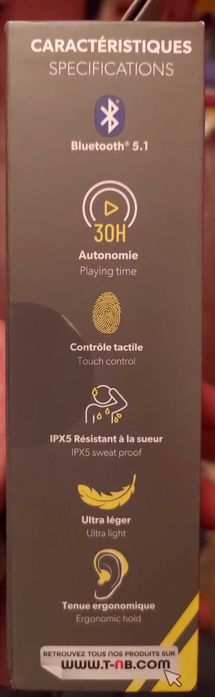 CARACTÉRISTIQUES
SPECIFICATIONS
Bluetooth® 5.1
30H
Autonomie
Playing time
Contrôle tactile
Touch control
IPX5 Résistant à la sueur
IPX5 sweat proof
Ultra léger
Ultra light
Tenue ergonomique
Ergonomic hold
RETROUVEZ TOUS NOS PRODUITS SUR
WWW.T-NB.COM